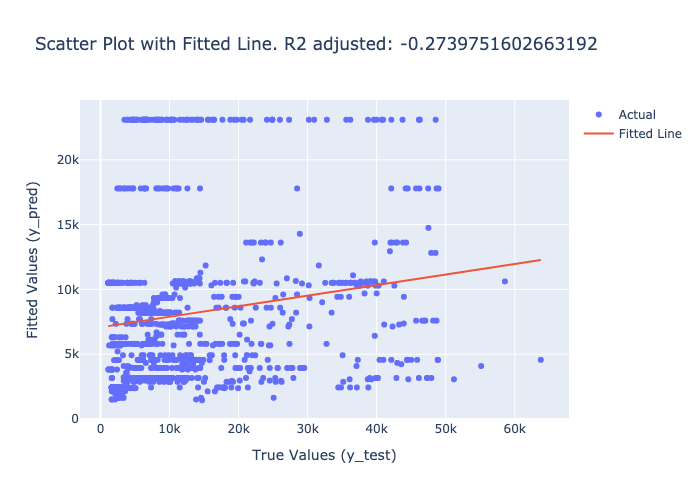 Scatter Plot with Fitted Line. R2 adjusted: -0.2739751602663192
Actual
Fitted Line
20k
15k
10k
5k
0
Fitted Values (y_pred)
0
10k
20k
30k
40k
50k
60k
True Values (y_test)